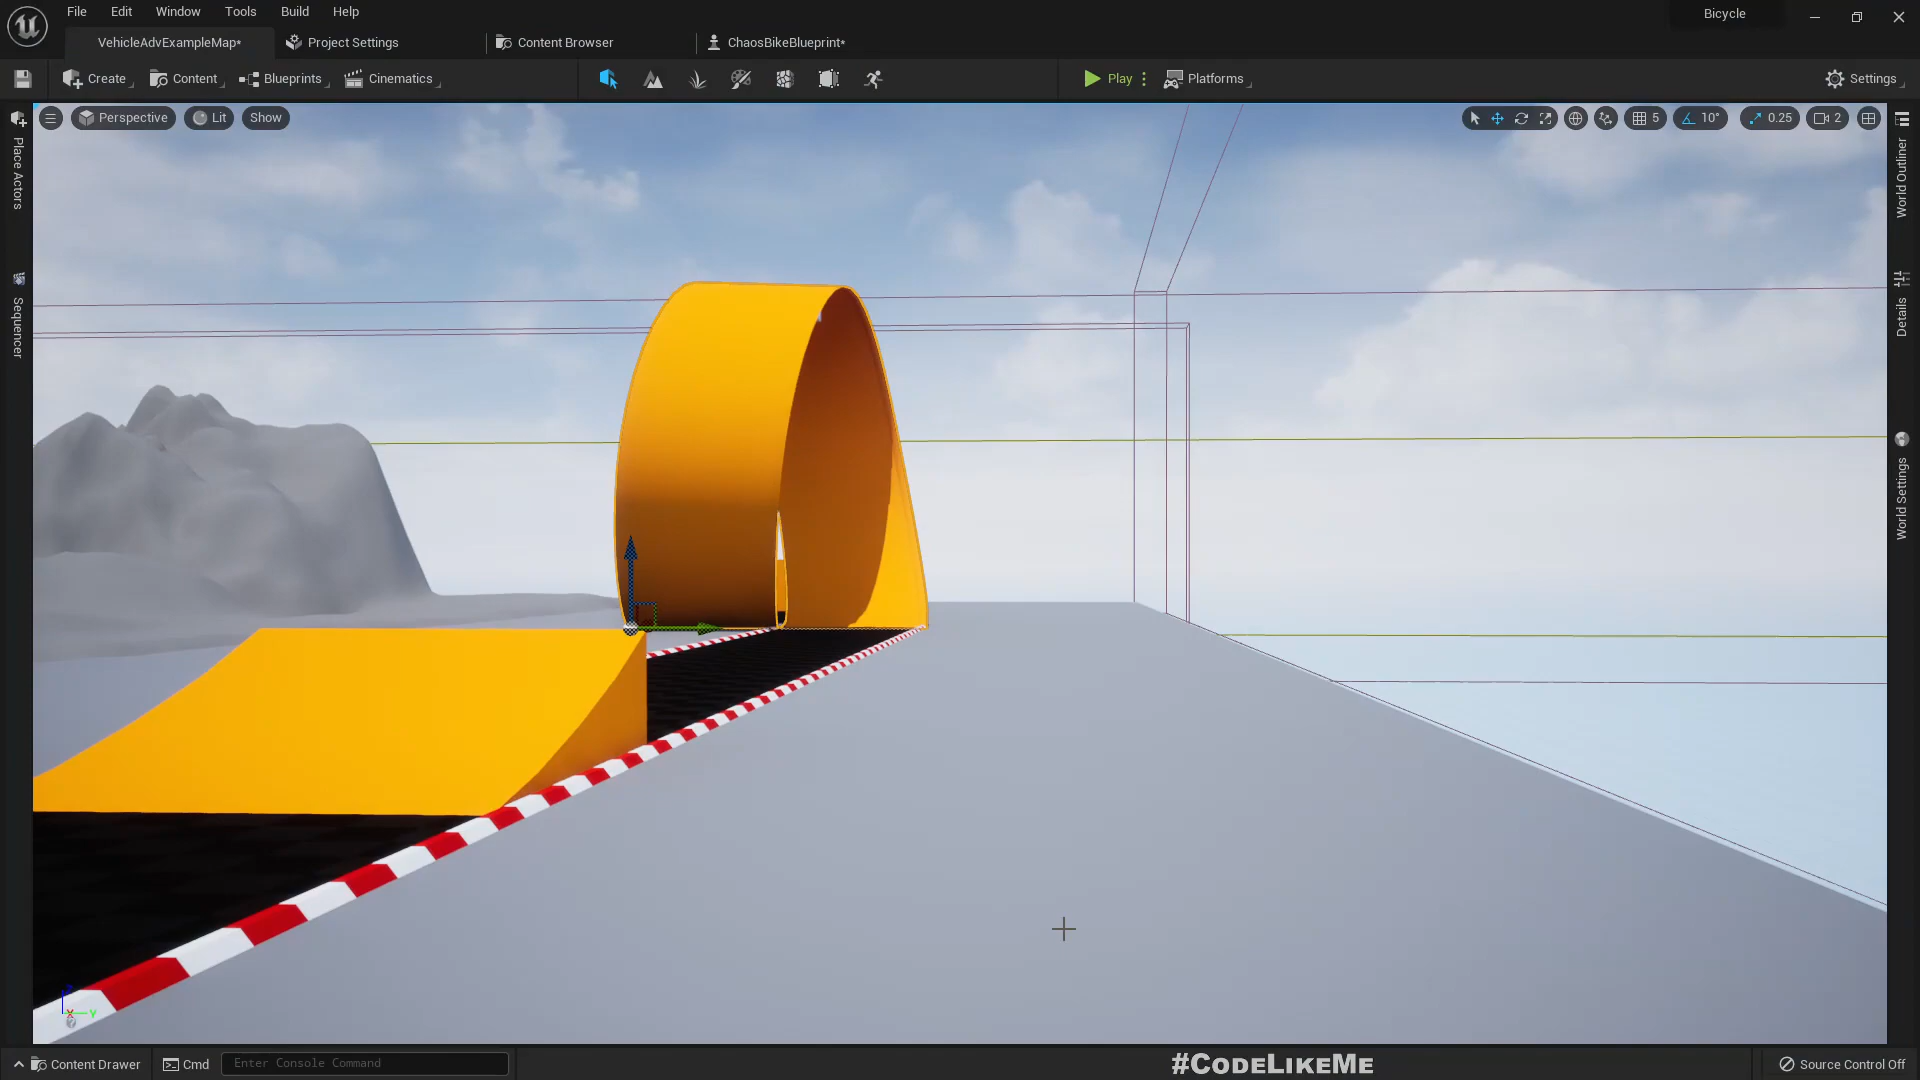 File Edit Window Tools Build Help
Bicycle
VehicleAdvExampleMap*
Project Settings
Content Browser
ChaosBikeBlueprint*
Create
Content
Blueprints
Cinematics
Play
Platforms
Settings
Perspective
Lit
Show
5
10°
0.25
2
Place Actors
Sequencer
World Outliner
Details
World Settings
Y
Content Drawer
Cmd
Enter Console Command
#CodeLikeMe
Source Control Off